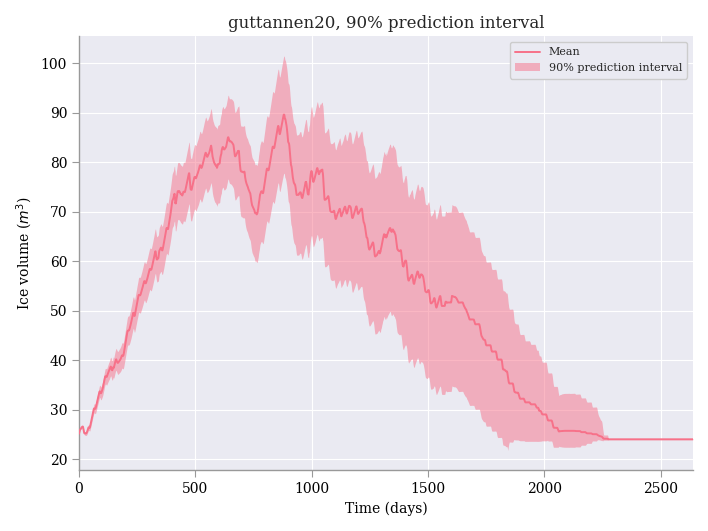 guttannen20, 90% prediction interval
Mean
90% prediction interval
Ice volume (m³)
100
90
80
70
60
50
40
30
20
0 500 1000 1500 2000 2500
Time (days)